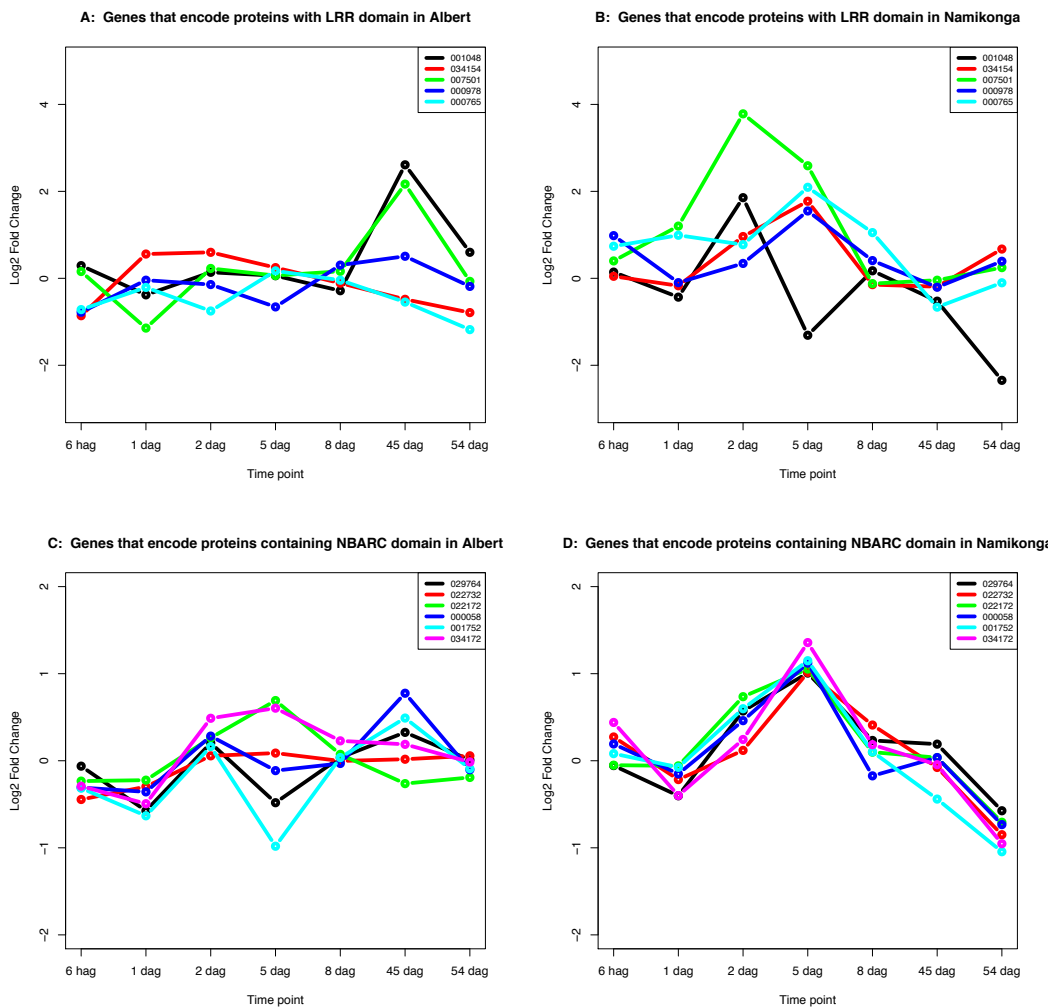 A:  Genes that encode proteins with LRR domain in Albert
001048
034154
007501
000978
000765
Log2 Fold Change
4
2
0
−2
6 hag 1 dag 2 dag 5 dag 8 dag 45 dag 54 dag
Time point
B:  Genes that encode proteins with LRR domain in Namikonga
001048
034154
007501
000978
000765
Log2 Fold Change
4
2
0
−2
6 hag 1 dag 2 dag 5 dag 8 dag 45 dag 54 dag
Time point
C:  Genes that encode proteins containing NBARC domain in Albert
029764
022732
022172
000058
001752
034172
Log2 Fold Change
2
1
0
−1
−2
6 hag 1 dag 2 dag 5 dag 8 dag 45 dag 54 dag
Time point
D:  Genes that encode proteins containing NBARC domain in Namikonga
029764
022732
022172
000058
001752
034172
Log2 Fold Change
2
1
0
−1
−2
6 hag 1 dag 2 dag 5 dag 8 dag 45 dag 54 dag
Time point